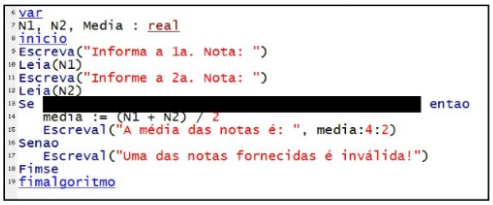 6 var
7 N1, N2, Media : real
8 inicio
9 Escreva("Informa a 1a. Nota: ")
10 Leia(N1)
11 Escreva("Informe a 2a. Nota: ")
12 Leia(N2)
13 Se entao
14 media := (N1 + N2) / 2
15 Escreval("A média das notas é: ", media:4:2)
16 Senao
17 Escreval("Uma das notas fornecidas é inválida!")
18 Fimse
19 fimalgoritmo